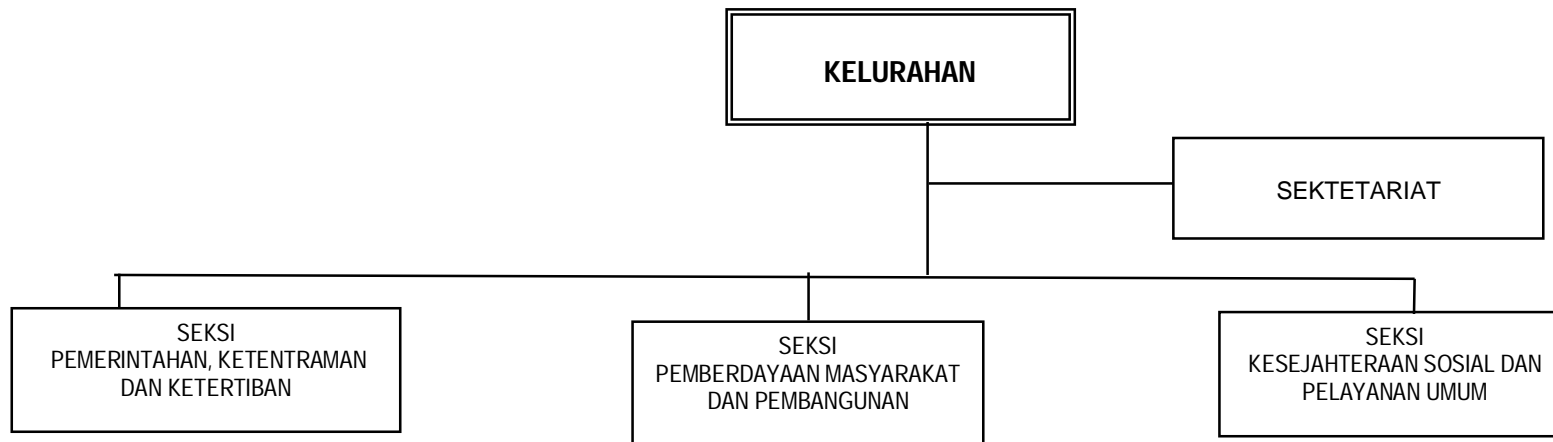 KELURAHAN
SEKTETARIAT
SEKSI
PEMERINTAHAN, KETENTRAMAN
DAN KETERTIBAN
SEKSI
PEMBERDAYAAN MASYARAKAT
DAN PEMBANGUNAN
SEKSI
KESEJAHTERAAN SOSIAL DAN
PELAYANAN UMUM